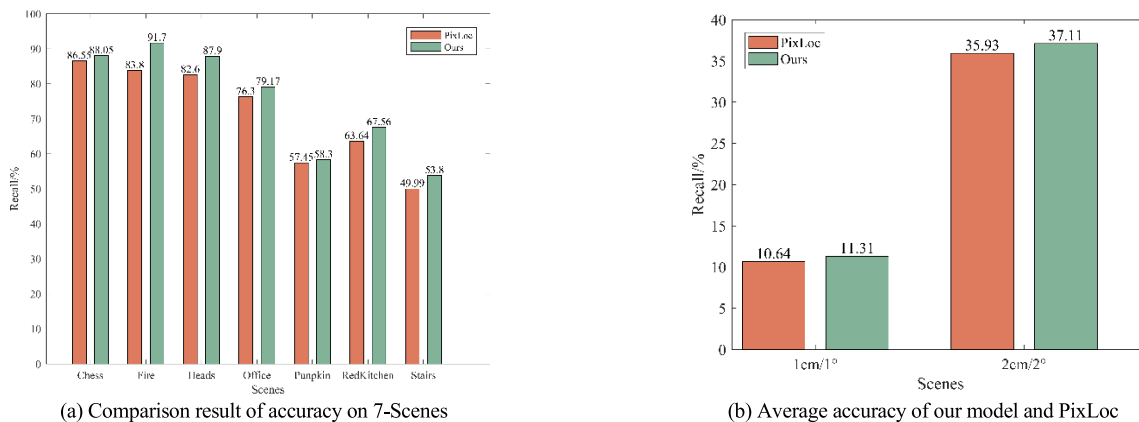 100
90
80
70
60
50
40
30
20
10
0
Recall/%
PixLoc
Ours
86.55
88.05
83.8
91.7
82.6
87.9
76.3
79.17
57.45
58.3
63.64
67.56
49.99
53.8
Chess
Fire
Heads
Office
Punpkin
RedKitchen
Stairs
Scenes
(a) Comparison result of accuracy on 7-Scenes
40
35
30
25
20
15
10
5
0
Recall/%
PixLoc
Ours
10.64
11.31
35.93
37.11
1cm/1°
2cm/2°
Scenes
(b) Average accuracy of our model and PixLoc